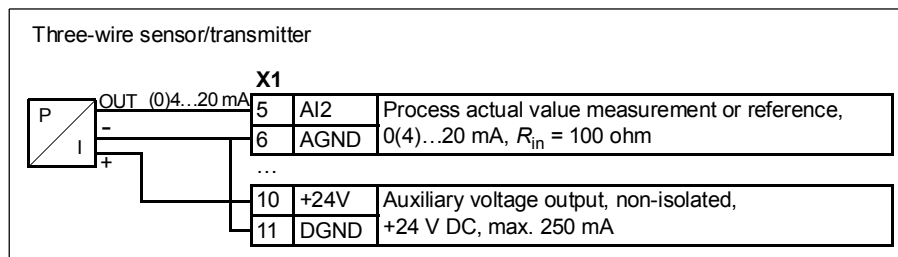 Three-wire sensor/transmitter
X1
P
I
OUT (0)4…20 mA
-
+
5 AI2 Process actual value measurement or reference,
6 AGND 0(4)…20 mA, Rin = 100 ohm
…
10 +24V Auxiliary voltage output, non-isolated,
11 DGND +24 V DC, max. 250 mA